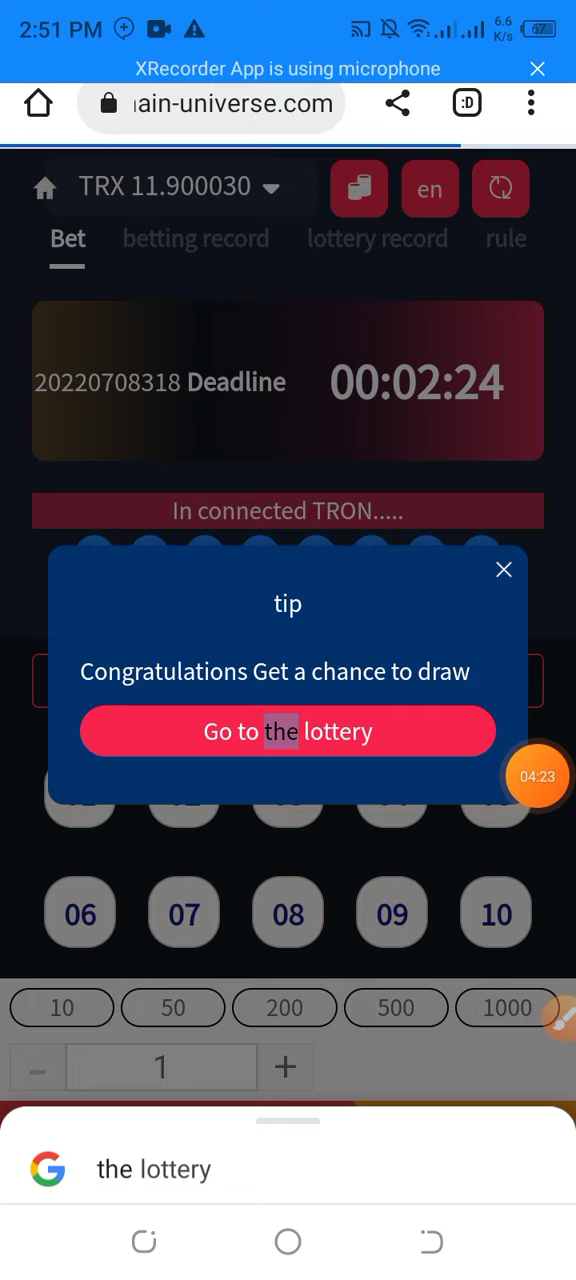 2:51 PM
6.6
K/s
67
XRecorder App is using microphone
ain-universe.com
:D
TRX 11.900030
en
Bet betting record lottery record rule
20220708318 Deadline 00:02:24
In connected TRON.....
tip
Congratulations Get a chance to draw
Go to the lottery
04:23
06 07 08 09 10
10 50 200 500 1000
- 1 +
the lottery